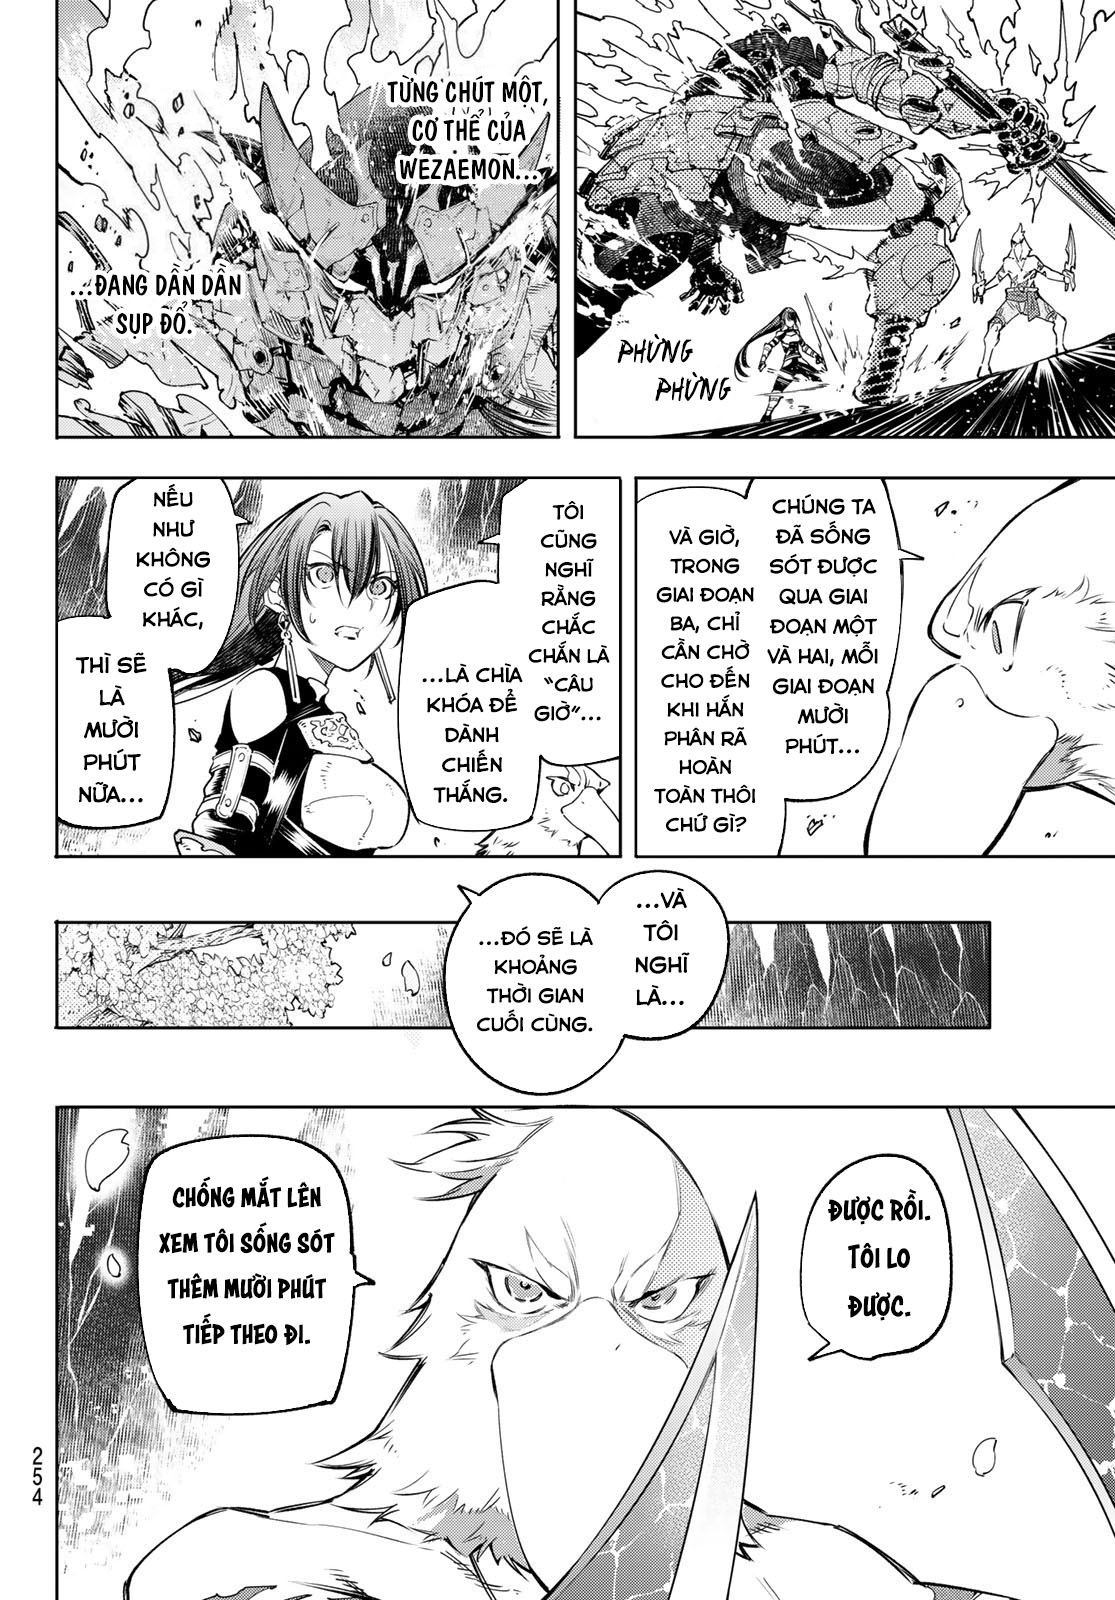 PHỪNG
PHỪNG
TỪNG CHÚT MỘT,
CƠ THỂ CỦA
WEZAEMON...
...ĐANG DẦN DẦN
SỤP ĐỔ.
CHÚNG TA
ĐÃ SỐNG
SÓT ĐƯỢC
QUA GIAI
ĐOẠN MỘT
VÀ HAI, MỖI
GIAI ĐOẠN
MƯỜI
PHÚT...
VÀ GIỜ,
TRONG
GIAI ĐOẠN
BA, CHỈ
CẦN CHỜ
CHO ĐẾN
KHI HẮN
PHÂN RÃ
HOÀN
TOÀN THÔI
CHỨ GÌ?
TÔI
CŨNG
NGHĨ
RẰNG
CHẮC
CHẮN LÀ
“CÂU
GIỜ”...
...LÀ CHÌA
KHÓA ĐỂ
DÀNH
CHIẾN
THẮNG.
NẾU
NHƯ
KHÔNG
CÓ GÌ
KHÁC,
THÌ SẼ
LÀ
MƯỜI
PHÚT
NỮA...
...VÀ
TÔI
NGHĨ
LÀ...
...ĐÓ SẼ LÀ
KHOẢNG
THỜI GIAN
CUỐI CÙNG.
ĐƯỢC RỒI.
TÔI LO
ĐƯỢC.
CHỐNG MẮT LÊN
XEM TÔI SỐNG SÓT
THÊM MƯỜI PHÚT
TIẾP THEO ĐI.
254